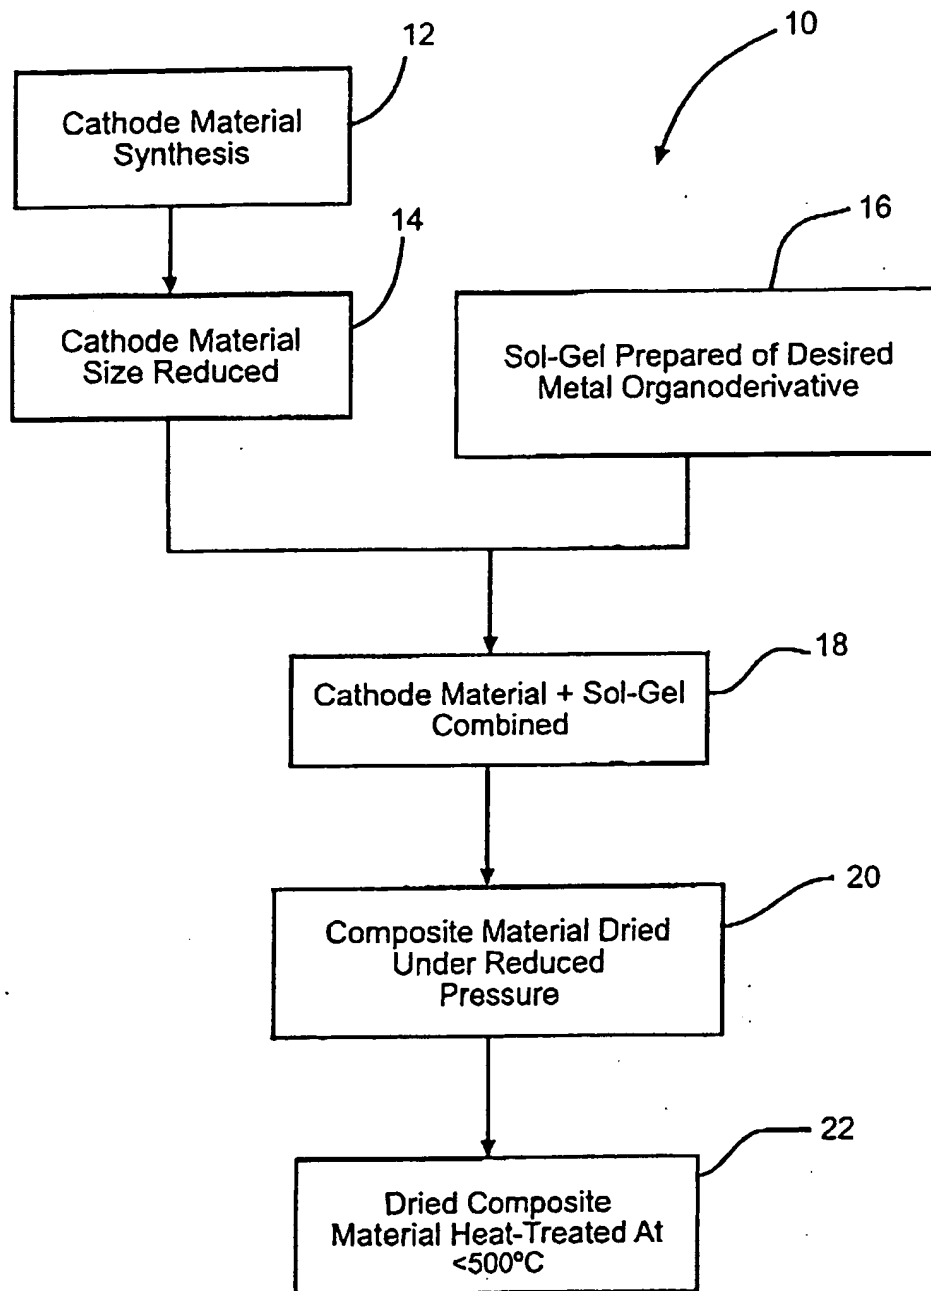 10
12
Cathode Material
Synthesis
14
Cathode Material
Size Reduced
16
Sol-Gel Prepared of Desired
Metal Organoderivative
18
Cathode Material + Sol-Gel
Combined
20
Composite Material Dried
Under Reduced
Pressure
22
Dried Composite
Material Heat-Treated At
<500°C